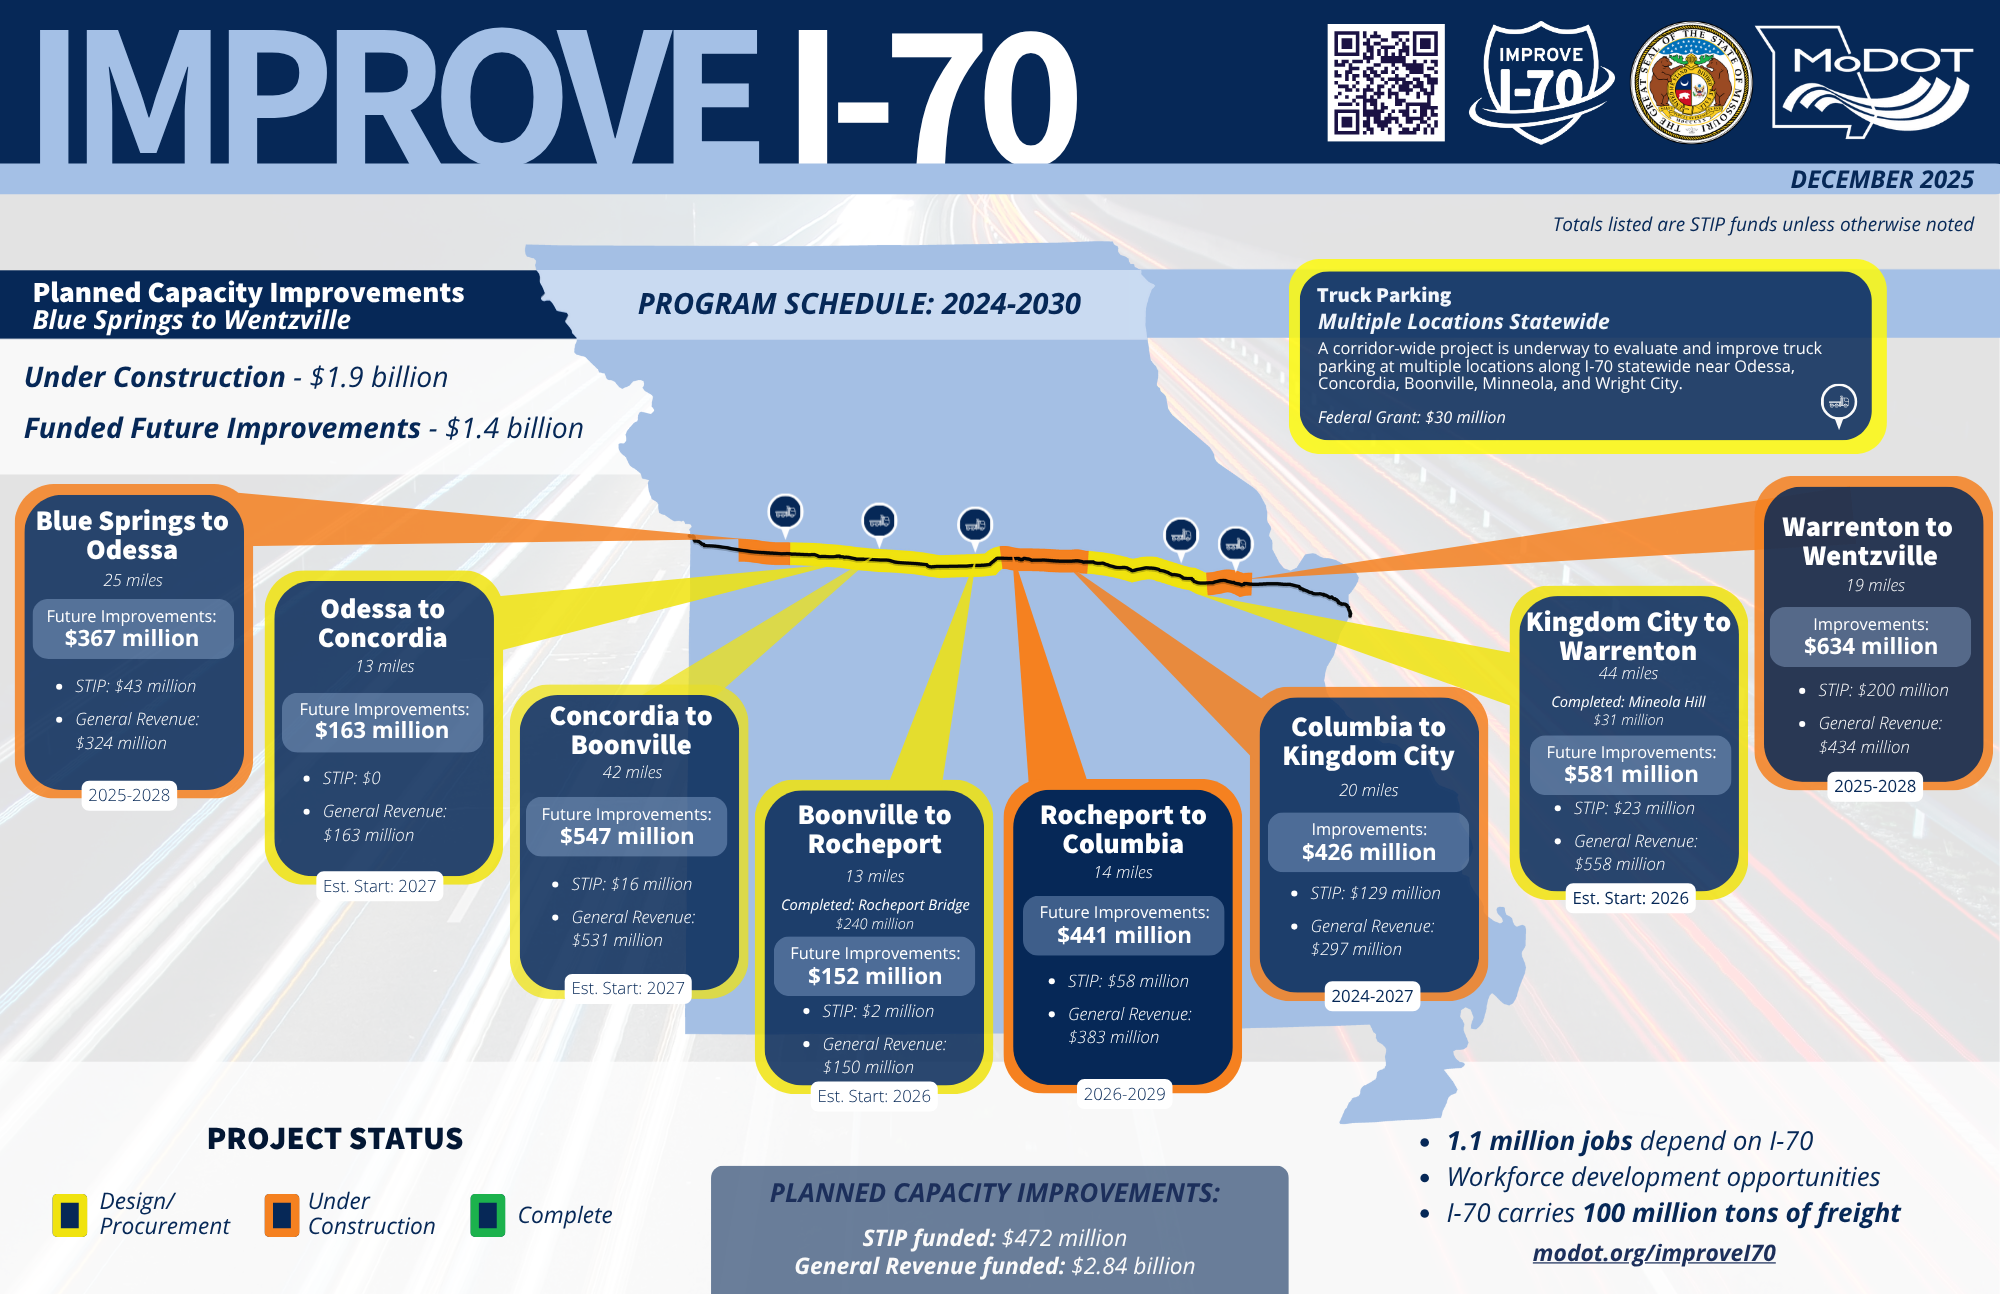 IMPROVE I-70
IMPROVE
I-70
THE GREAT SEAL OF THE STATE OF MISSOURI
MoDOT
DECEMBER 2025
Totals listed are STIP funds unless otherwise noted
Planned Capacity Improvements
Blue Springs to Wentzville
PROGRAM SCHEDULE: 2024-2030
Under Construction - $1.9 billion
Funded Future Improvements - $1.4 billion
Truck Parking
Multiple Locations Statewide
A corridor-wide project is underway to evaluate and improve truck
parking at multiple locations along I-70 statewide near Odessa,
Concordia, Boonville, Minneola, and Wright City.
Federal Grant: $30 million
Blue Springs to
Odessa
25 miles
Future Improvements:
$367 million
• STIP: $43 million
• General Revenue:
$324 million
2025-2028
Odessa to
Concordia
13 miles
Future Improvements:
$163 million
• STIP: $0
• General Revenue:
$163 million
Est. Start: 2027
Concordia to
Boonville
42 miles
Future Improvements:
$547 million
• STIP: $16 million
• General Revenue:
$531 million
Est. Start: 2027
Boonville to
Rocheport
13 miles
Completed: Rocheport Bridge
$240 million
Future Improvements:
$152 million
• STIP: $2 million
• General Revenue:
$150 million
Est. Start: 2026
Rocheport to
Columbia
14 miles
Future Improvements:
$441 million
• STIP: $58 million
• General Revenue:
$383 million
2026-2029
Columbia to
Kingdom City
20 miles
Improvements:
$426 million
• STIP: $129 million
• General Revenue:
$297 million
2024-2027
Kingdom City to
Warrenton
44 miles
Completed: Mineola Hill
$31 million
Future Improvements:
$581 million
• STIP: $23 million
• General Revenue:
$558 million
Est. Start: 2026
Warrenton to
Wentzville
19 miles
Improvements:
$634 million
• STIP: $200 million
• General Revenue:
$434 million
2025-2028
PROJECT STATUS
Design/
Procurement
Under
Construction
Complete
PLANNED CAPACITY IMPROVEMENTS:
STIP funded: $472 million
General Revenue funded: $2.84 billion
• 1.1 million jobs depend on I-70
• Workforce development opportunities
• I-70 carries 100 million tons of freight
modot.org/improveI70